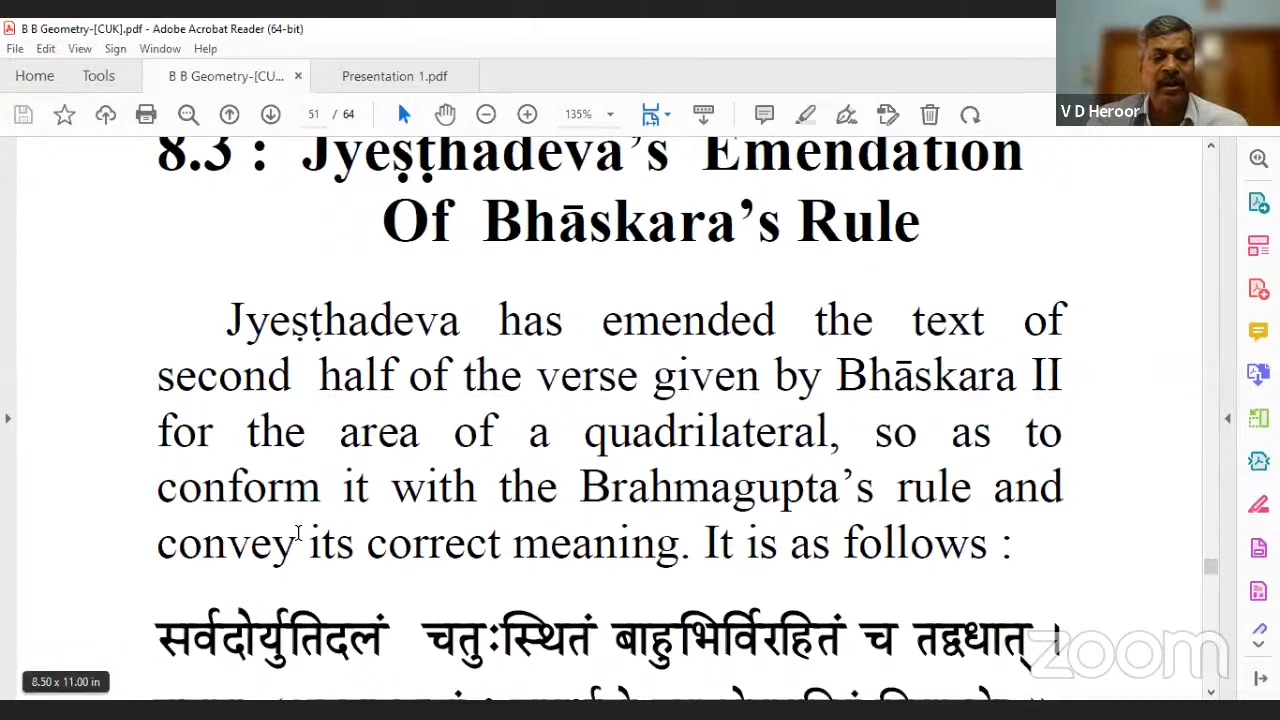 B B Geometry-[CUK].pdf - Adobe Acrobat Reader (64-bit)
File Edit View Sign Window Help
Home Tools B B Geometry-[CU... × Presentation 1.pdf
51 / 64 135%
V D Heroor
8.3 : Jyeṣṭhadeva’s Emendation
Of Bhāskara’s Rule
Jyeṣṭhadeva has emended the text of
second half of the verse given by Bhāskara II
for the area of a quadrilateral, so as to
conform it with the Brahmagupta’s rule and
convey its correct meaning. It is as follows :
सर्वदोर्युतिदलं चतुःस्थितं बाहुभिर्विरहितं च तद्वधात् ।
zoom
8.50 x 11.00 in